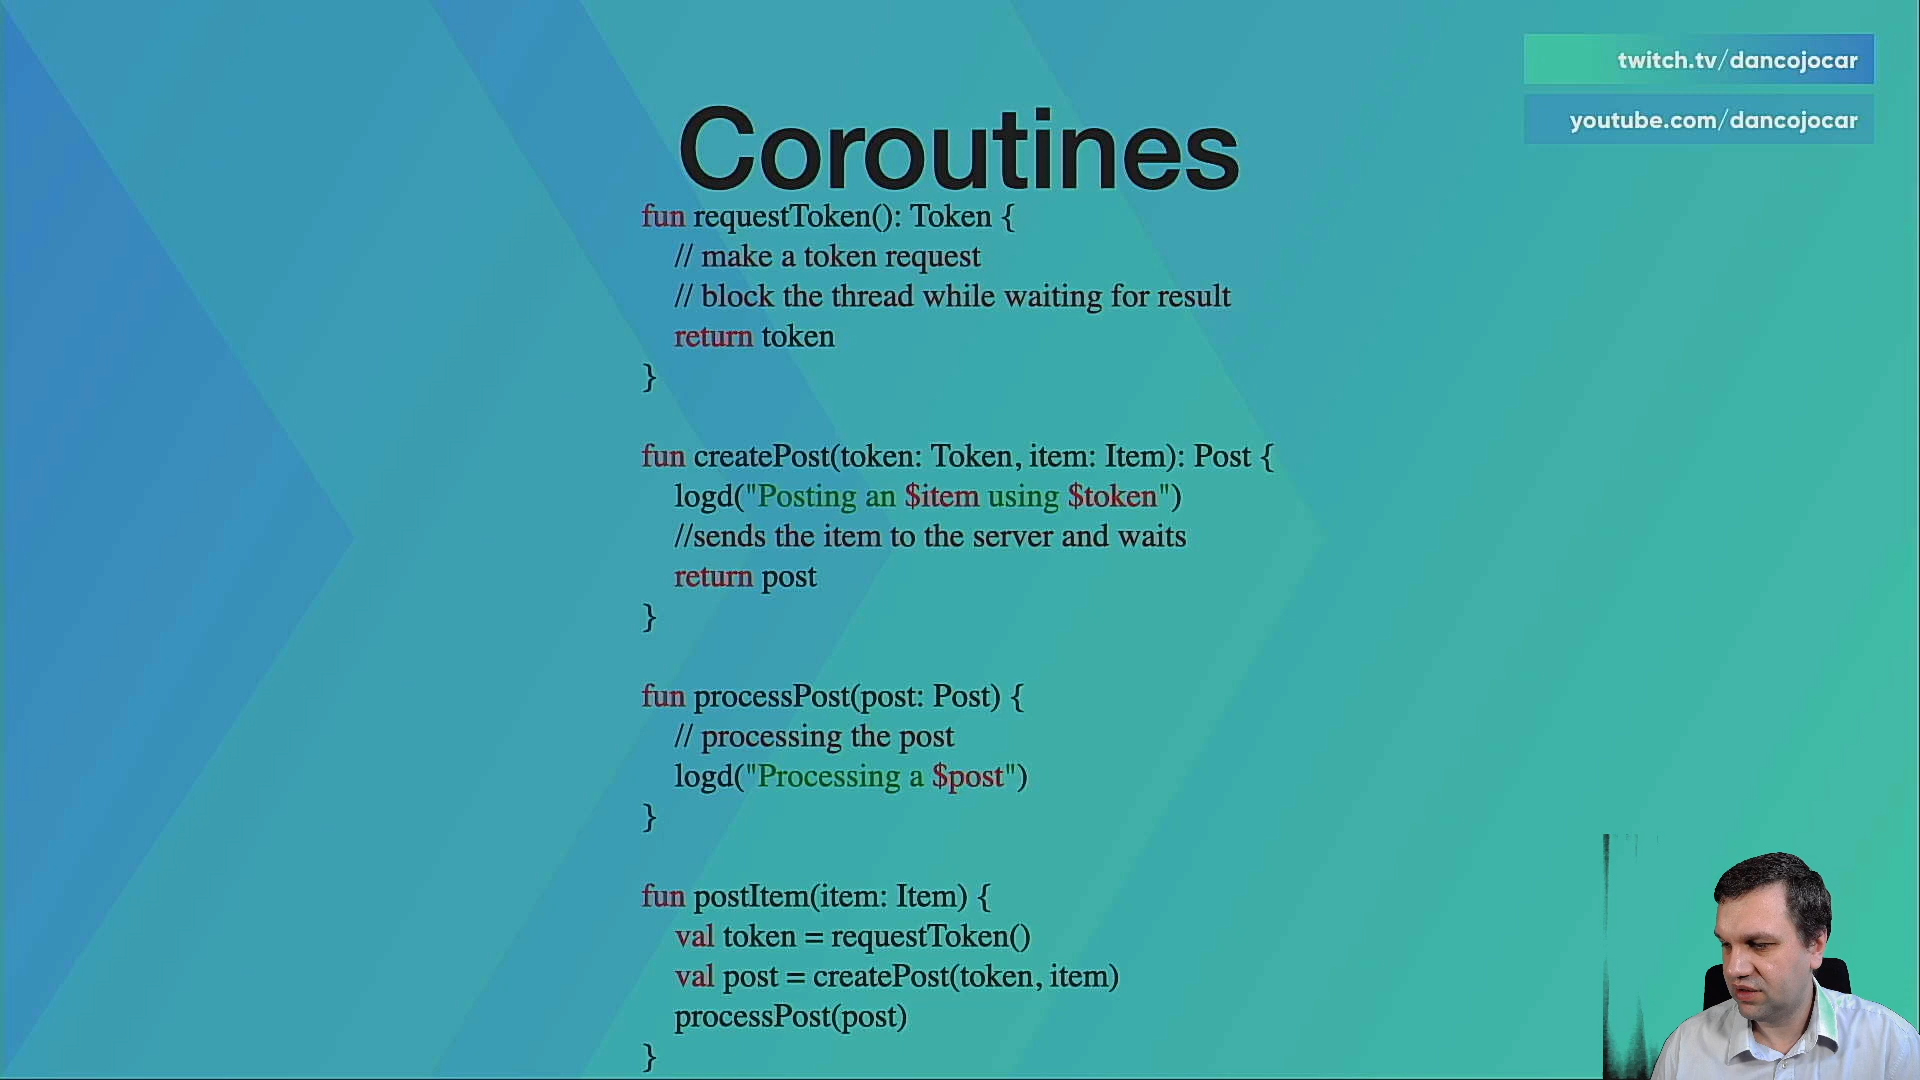 twitch.tv/dancojocar
youtube.com/dancojocar
Coroutines
fun requestToken(): Token {
// make a token request
// block the thread while waiting for result
return token
}
fun createPost(token: Token, item: Item): Post {
logd("Posting an $item using $token")
//sends the item to the server and waits
return post
}
fun processPost(post: Post) {
// processing the post
logd("Processing a $post")
}
fun postItem(item: Item) {
val token = requestToken()
val post = createPost(token, item)
processPost(post)
}